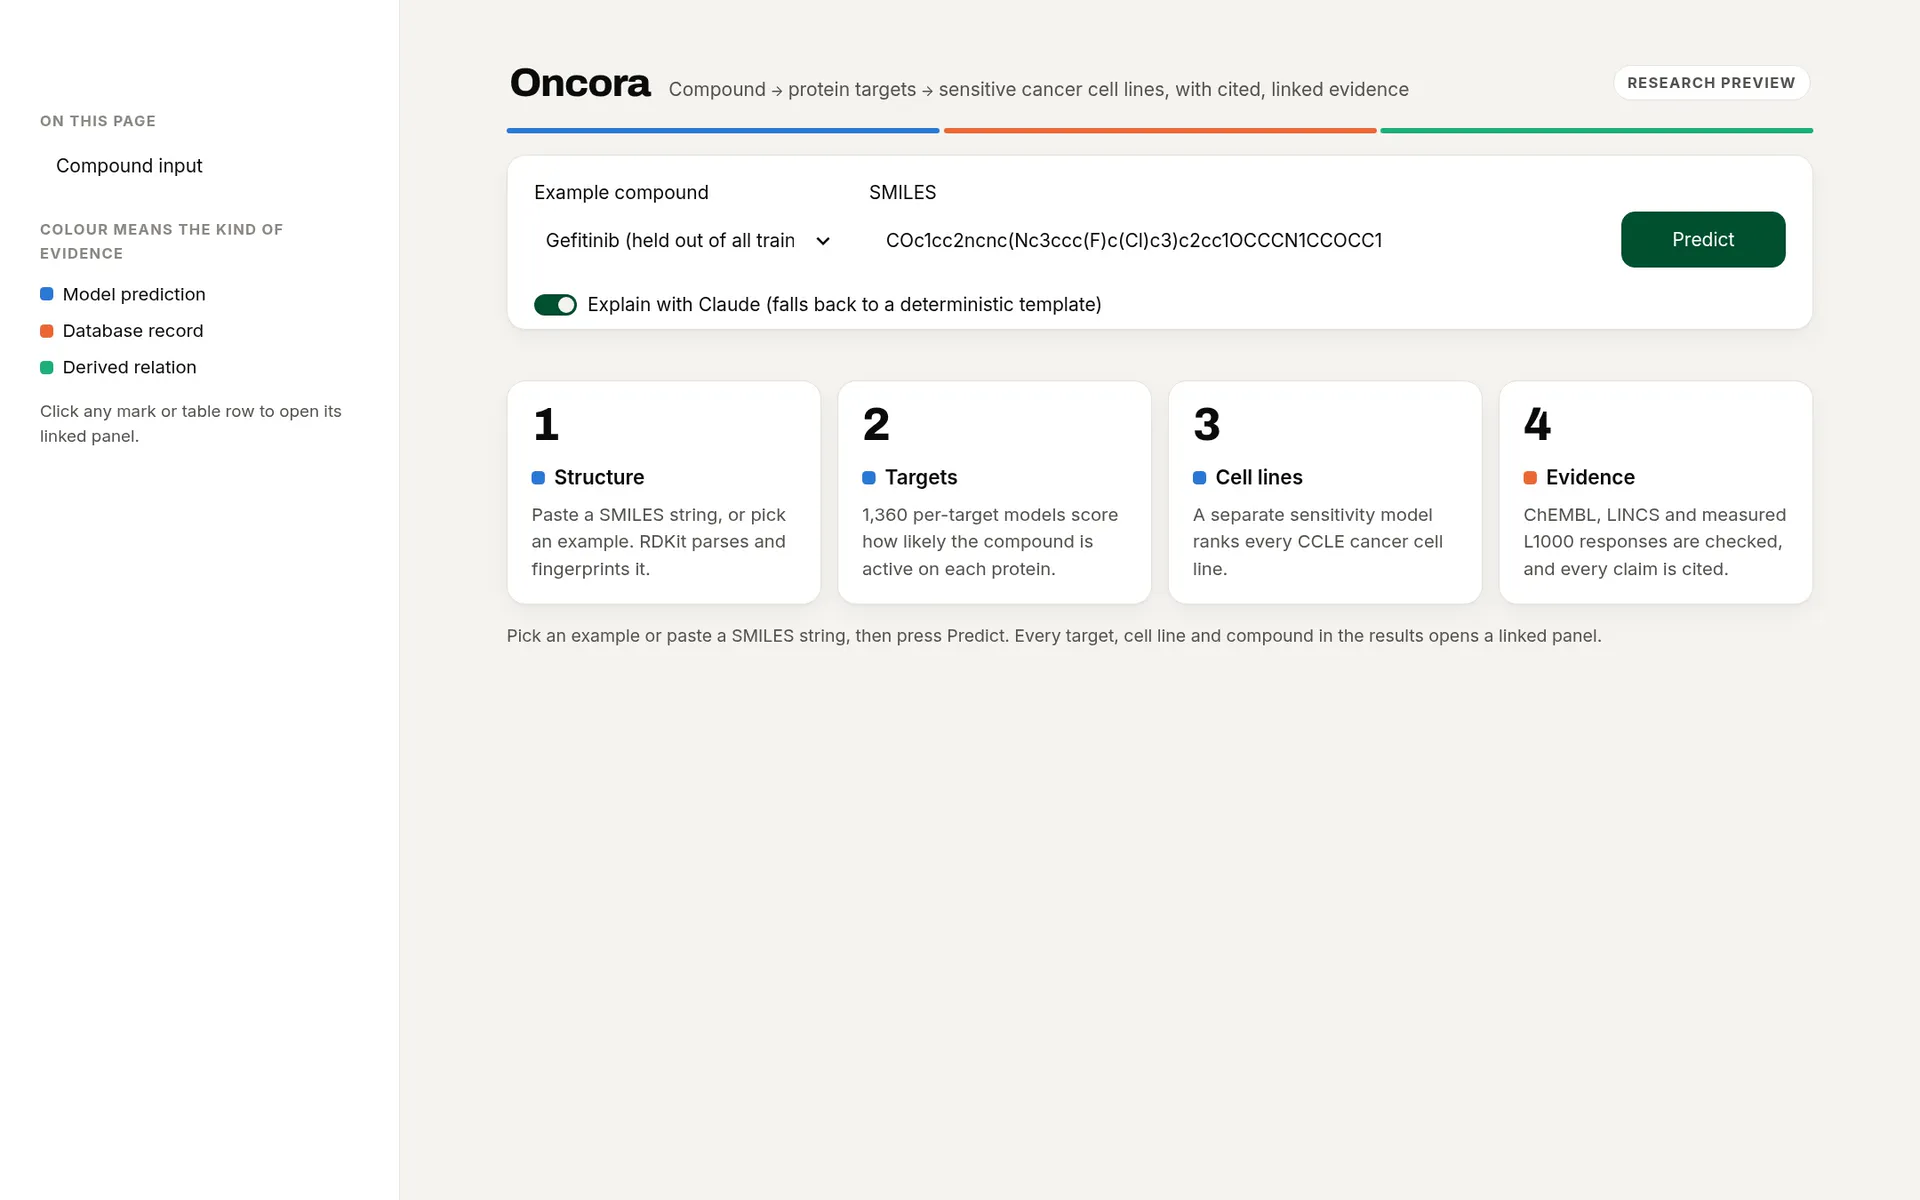 ON THIS PAGE
Compound input
COLOUR MEANS THE KIND OF
EVIDENCE
Model prediction
Database record
Derived relation
Click any mark or table row to open its
linked panel.
Oncora
Compound → protein targets → sensitive cancer cell lines, with cited, linked evidence
RESEARCH PREVIEW
Example compound
SMILES
Gefitinib (held out of all train
COc1cc2ncnc(Nc3ccc(F)c(Cl)c3)c2cc1OCCCN1CCOCC1
Predict
Explain with Claude (falls back to a deterministic template)
1
Structure
Paste a SMILES string, or pick
an example. RDKit parses and
fingerprints it.
2
Targets
1,360 per-target models score
how likely the compound is
active on each protein.
3
Cell lines
A separate sensitivity model
ranks every CCLE cancer cell
line.
4
Evidence
ChEMBL, LINCS and measured
L1000 responses are checked,
and every claim is cited.
Pick an example or paste a SMILES string, then press Predict. Every target, cell line and compound in the results opens a linked panel.